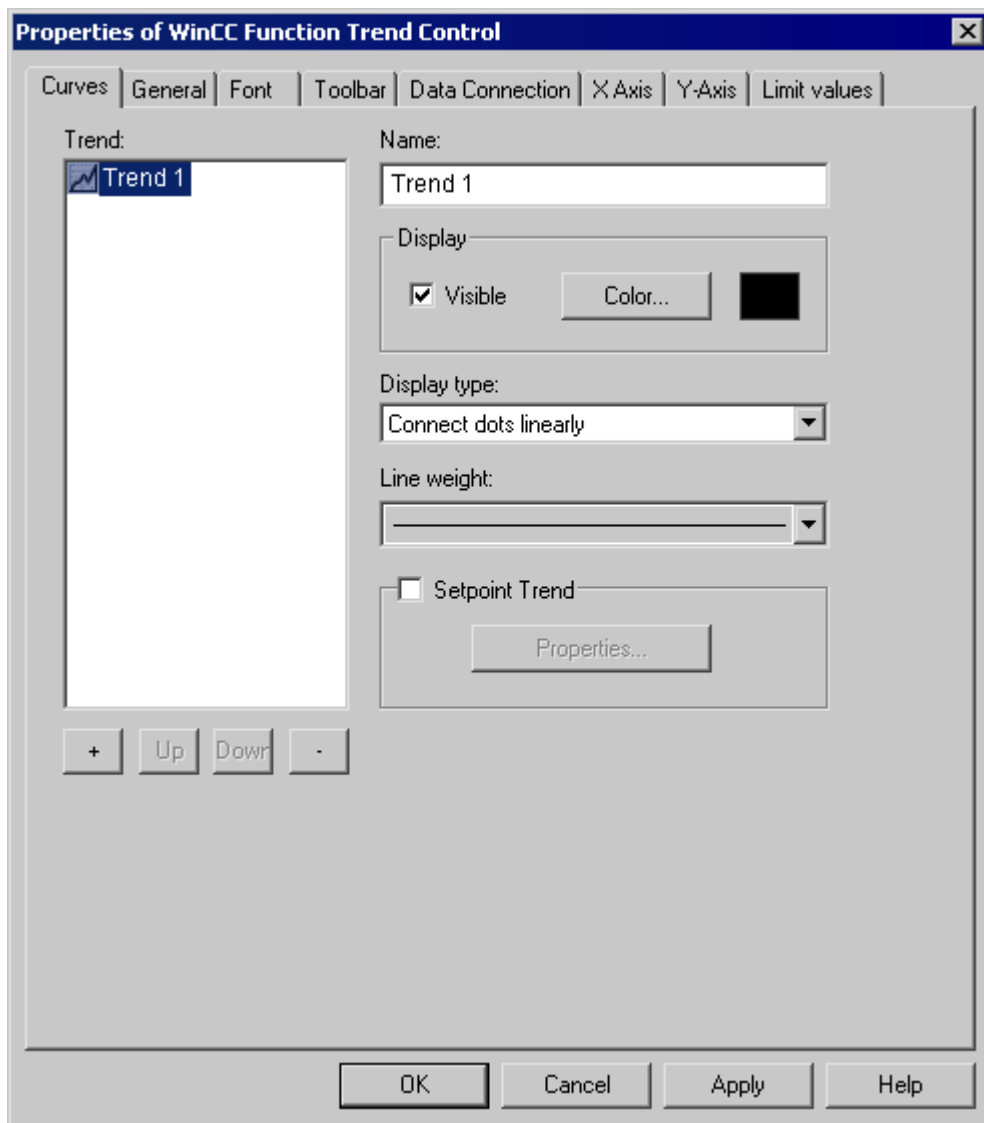 Properties of WinCC Function Trend Control
Curves General Font Toolbar Data Connection X Axis Y-Axis Limit values
Trend:
Trend 1
Name:
Trend 1
Display
Visible Color...
Display type:
Connect dots linearly
Line weight:
Setpoint Trend
Properties...
+ Up Down -
OK Cancel Apply Help